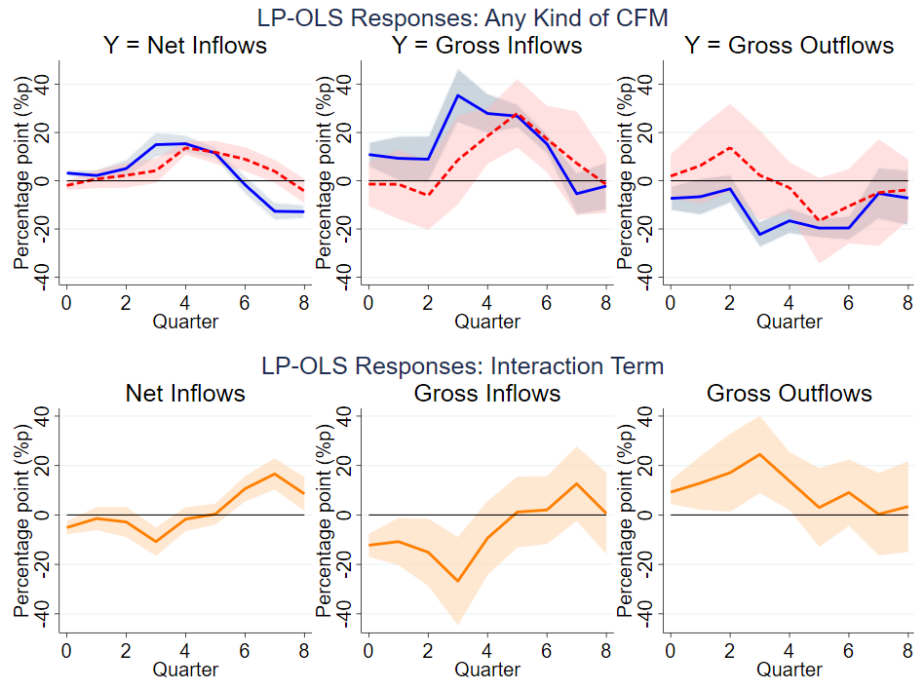 LP-OLS Responses: Any Kind of CFM
Y = Net Inflows
Y = Gross Inflows
Y = Gross Outflows
Percentage point (%p)
40
20
0
-20
-40
0 2 4 6 8
Quarter
Percentage point (%p)
40
20
0
-20
-40
0 2 4 6 8
Quarter
Percentage point (%p)
40
20
0
-20
-40
0 2 4 6 8
Quarter
LP-OLS Responses: Interaction Term
Net Inflows
Gross Inflows
Gross Outflows
Percentage point (%p)
40
20
0
-20
-40
0 2 4 6 8
Quarter
Percentage point (%p)
40
20
0
-20
-40
0 2 4 6 8
Quarter
Percentage point (%p)
40
20
0
-20
-40
0 2 4 6 8
Quarter